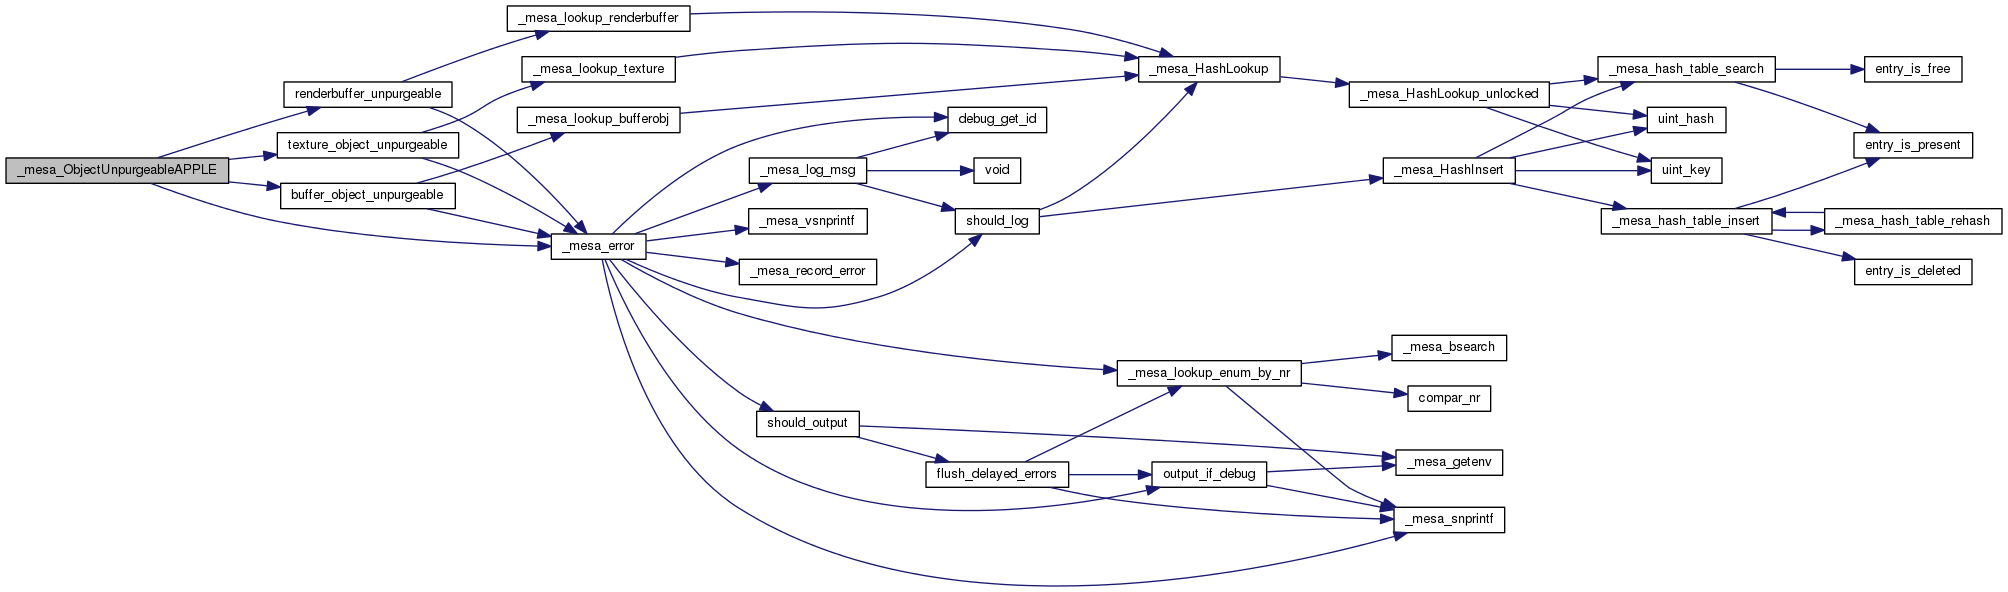 _mesa_ObjectUnpurgeableAPPLE
renderbuffer_unpurgeable
texture_object_unpurgeable
buffer_object_unpurgeable
_mesa_lookup_renderbuffer
_mesa_lookup_texture
_mesa_lookup_bufferobj
_mesa_error
_mesa_log_msg
_mesa_vsnprintf
_mesa_record_error
should_output
debug_get_id
void
should_log
flush_delayed_errors
_mesa_HashLookup
_mesa_lookup_enum_by_nr
output_if_debug
_mesa_HashLookup_unlocked
_mesa_HashInsert
_mesa_bsearch
compar_nr
_mesa_getenv
_mesa_snprintf
_mesa_hash_table_search
uint_hash
uint_key
_mesa_hash_table_insert
entry_is_free
entry_is_present
_mesa_hash_table_rehash
entry_is_deleted